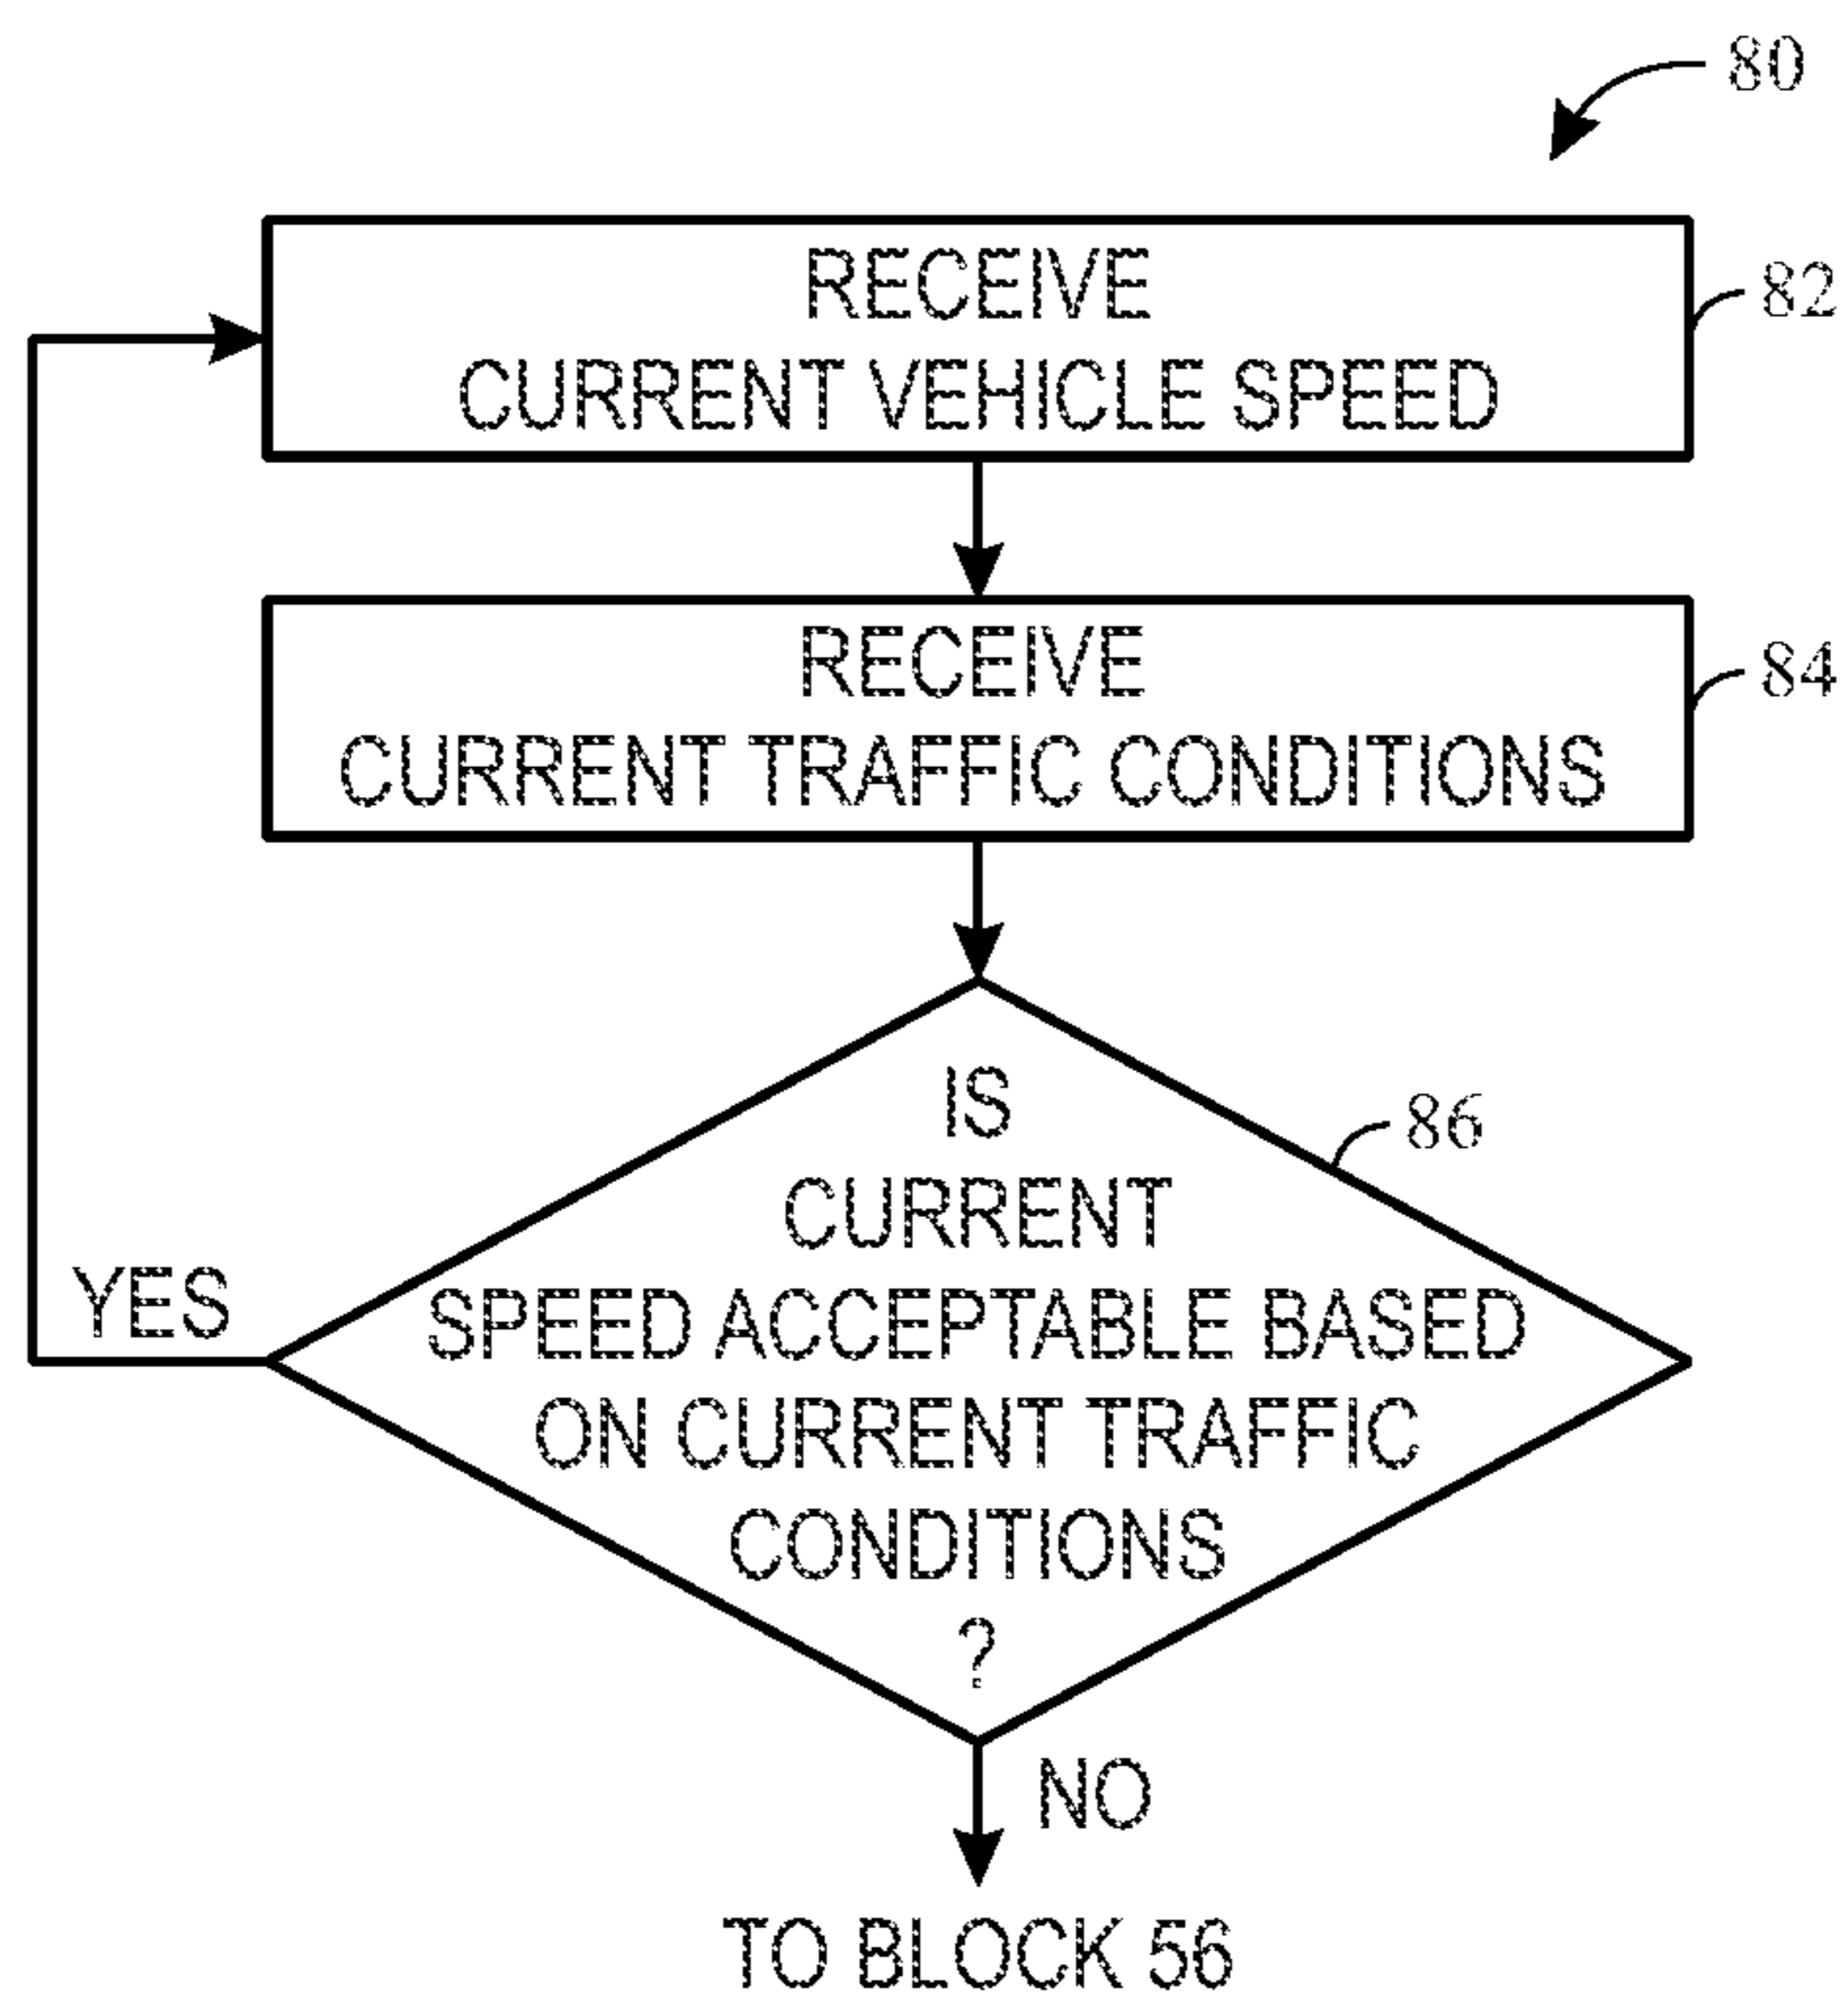 80
RECEIVE
CURRENT VEHICLE SPEED
82
RECEIVE
CURRENT TRAFFIC CONDITIONS
84
IS
CURRENT
SPEED ACCEPTABLE BASED
ON CURRENT TRAFFIC
CONDITIONS
?
86
YES
NO
TO BLOCK 56